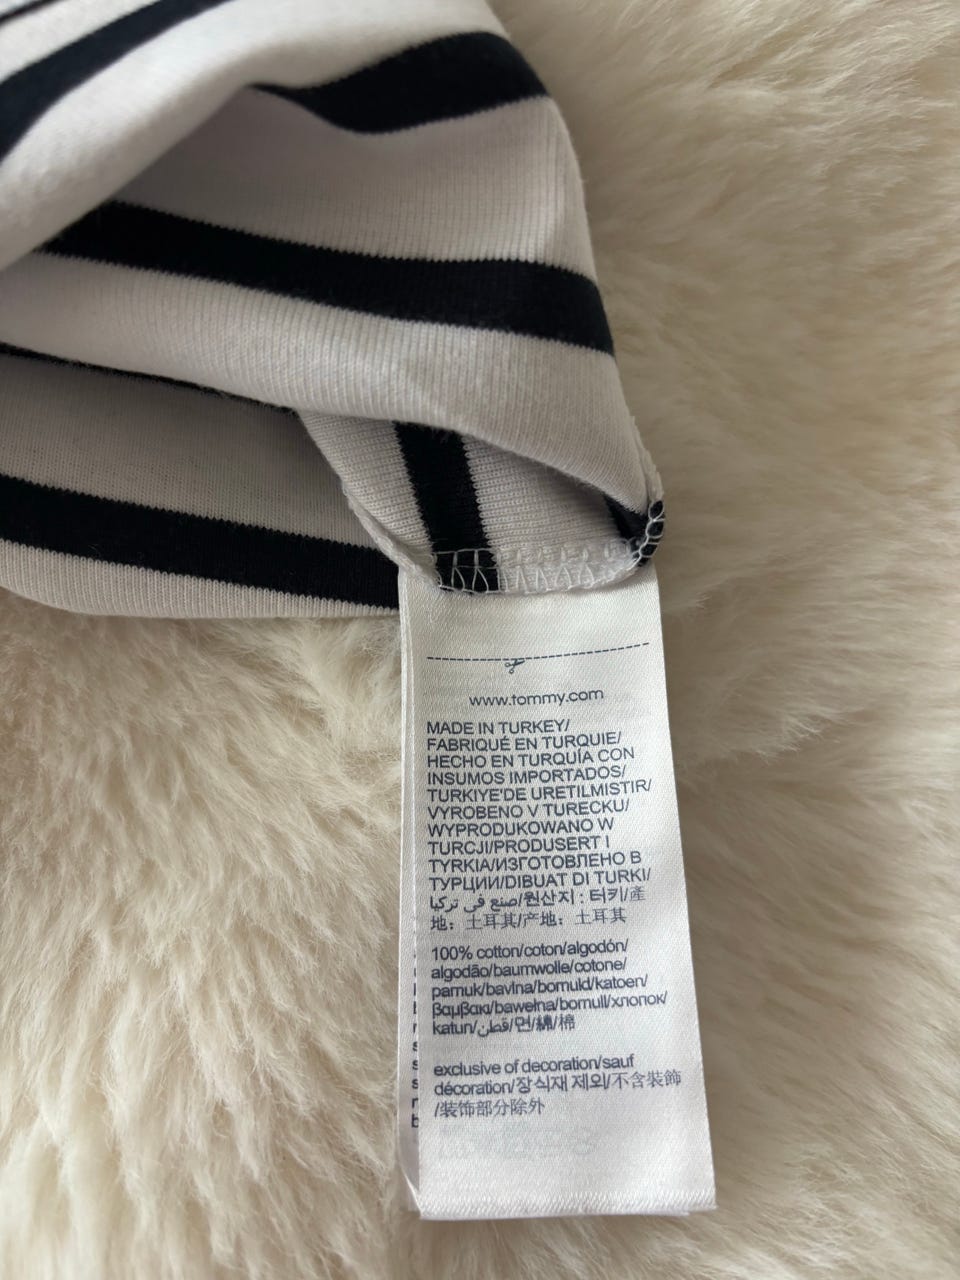 www.tommy.com
MADE IN TURKEY/
FABRIQUÉ EN TURQUIE/
HECHO EN TURQUÍA CON
INSUMOS IMPORTADOS/
TURKIYE'DE URETILMISTIR/
VYROBENO V TURECKU/
WYPRODUKOWANO W
TURCJI/PRODUSERT I
TYRKIA/ИЗГОТОВЛЕНО В
ТУРЦИИ/DIBUAT DI TURKI/
صنع في تركيا/원산지 : 터키/產
地：土耳其/产地：土耳其
100% cotton/coton/algodón/
algodão/baumwolle/cotone/
pamuk/bavlna/bomuld/katoen/
βαμβακι/bawełna/bomull/хлопок/
katun/قطن/면/綿/棉
exclusive of decoration/sauf
décoration/장식재 제외/不含裝飾
/装饰部分除外